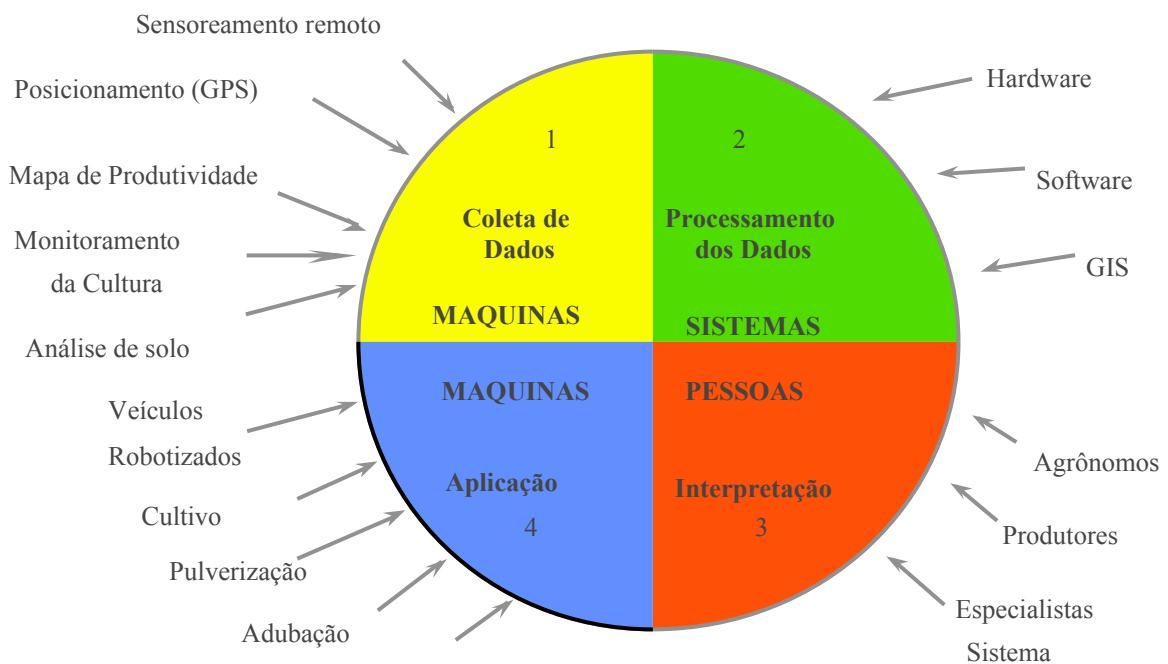 Sensoreamento remoto
Posicionamento (GPS)
Mapa de Produtividade
Monitoramento
da Cultura
Análise de solo
Veículos
Robotizados
Cultivo
Pulverização
Adubação
1
Coleta de
Dados
MAQUINAS
2
Processamento
dos Dados
SISTEMAS
MAQUINAS
Aplicação
4
PESSOAS
Interpretação
3
Hardware
Software
GIS
Agrônomos
Produtores
Especialistas
Sistema